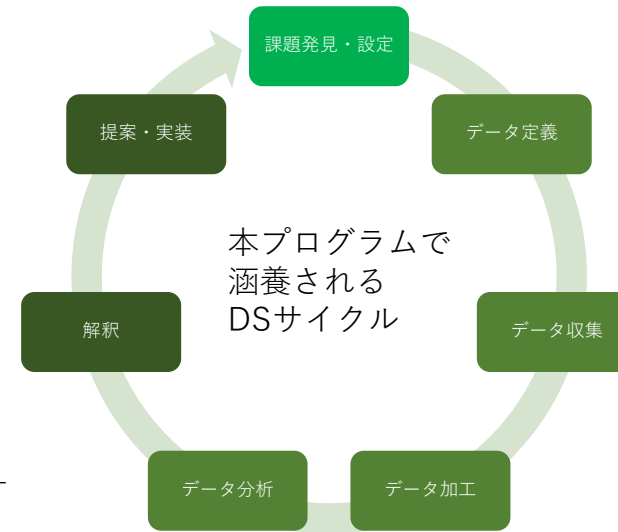 課題発見・設定
データ定義
データ収集
データ加工
データ分析
解釈
提案・実装
本プログラムで
涵養される
DSサイクル